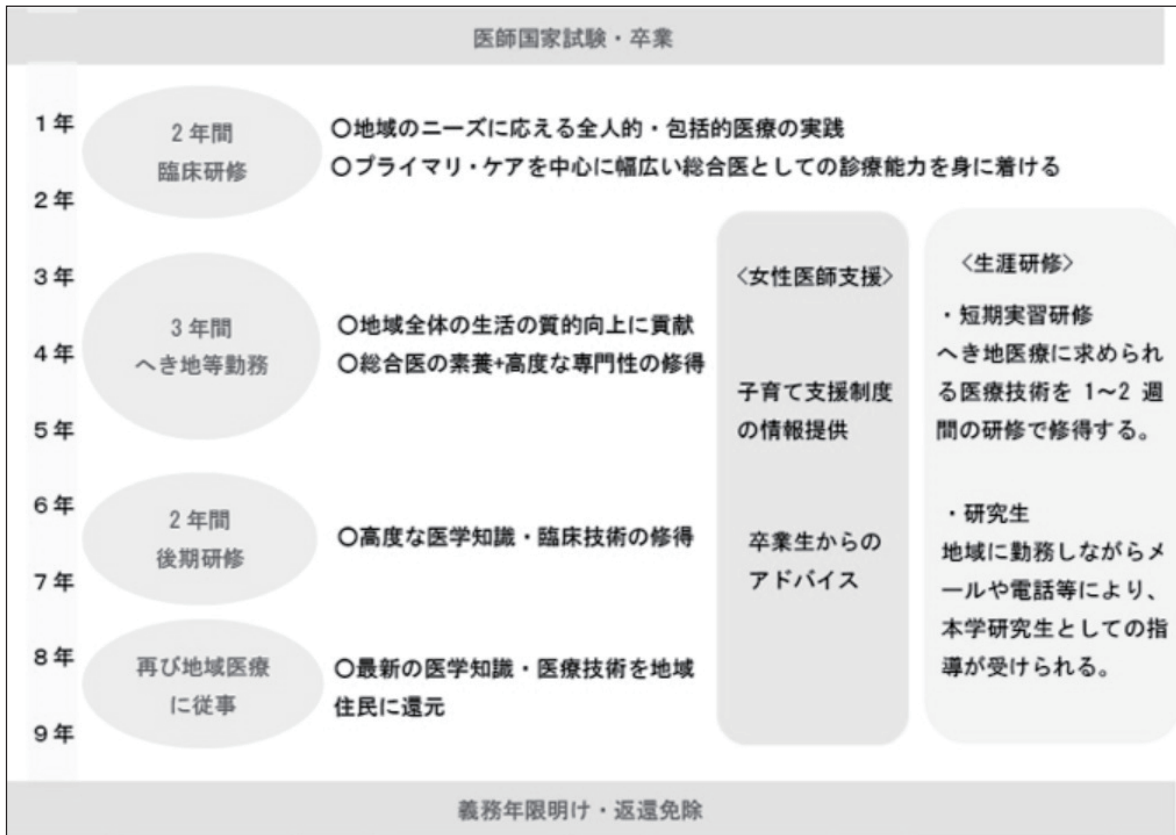 医師国家試験・卒業
1年
2年
3年
4年
5年
6年
7年
8年
9年
2年間
臨床研修
〇地域のニーズに応える全人的・包括的医療の実践
〇プライマリ・ケアを中心に幅広い総合医としての診療能力を身に着ける
3年間
へき地等勤務
〇地域全体の生活の質的向上に貢献
〇総合医の素養+高度な専門性の修得
2年間
後期研修
〇高度な医学知識・臨床技術の修得
再び地域医療
に従事
〇最新の医学知識・医療技術を地域
住民に還元
〈女性医師支援〉
子育て支援制度
の情報提供
卒業生からの
アドバイス
〈生涯研修〉
・短期実習研修
へき地医療に求められ
る医療技術を 1～2 週
間の研修で修得する。
・研究生
地域に勤務しながらメ
ールや電話等により、
本学研究生としての指
導が受けられる。
義務年限明け・返還免除